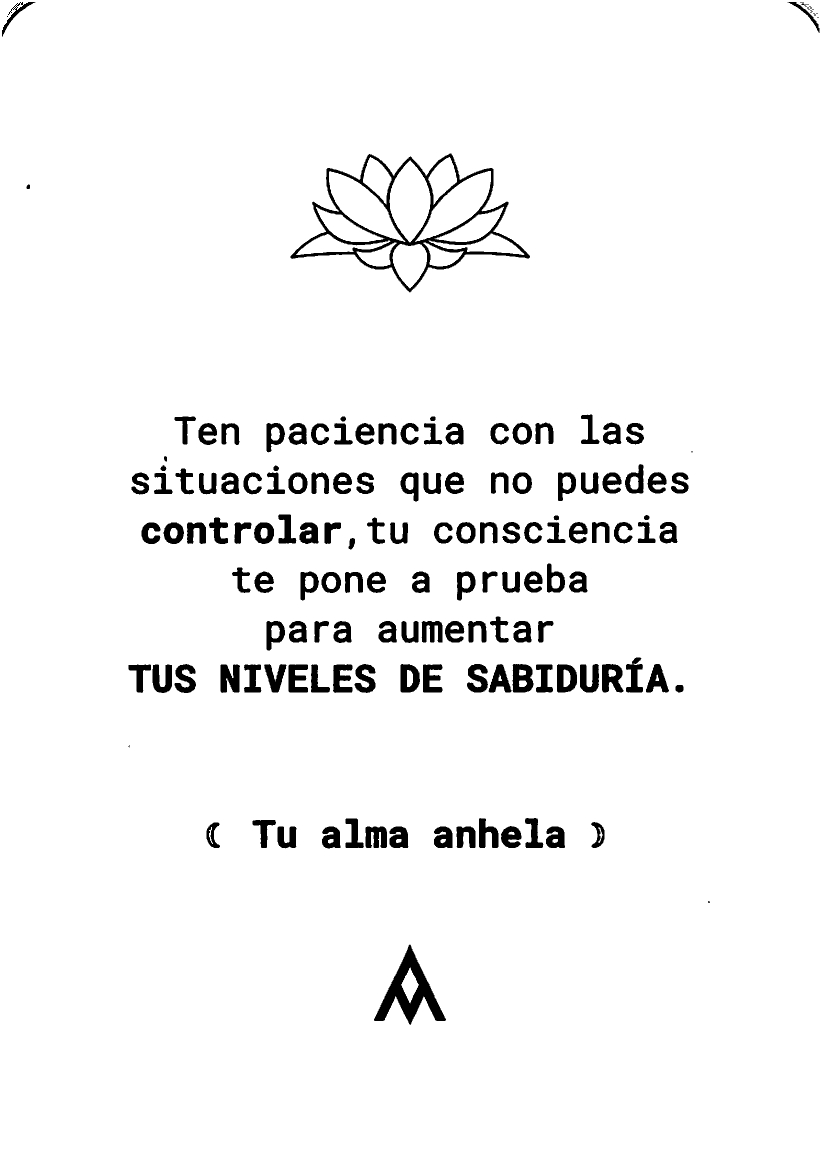 Ten paciencia con las
situaciones que no puedes
controlar, tu consciencia
te pone a prueba
para aumentar
TUS NIVELES DE SABIDURÍA.
☾ Tu alma anhela ☽